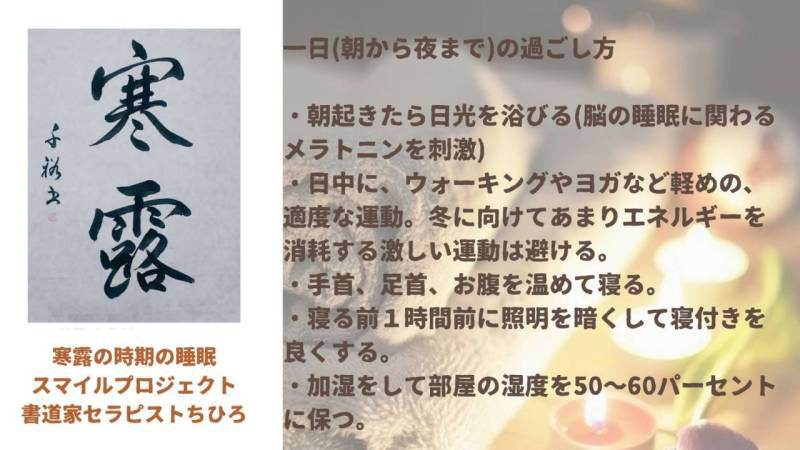 寒露
千裕書
寒露の時期の睡眠
スマイルプロジェクト
書道家セラピストちひろ
一日(朝から夜まで)の過ごし方
・朝起きたら日光を浴びる(脳の睡眠に関わる
メラトニンを刺激)
・日中に、ウォーキングやヨガなど軽めの、
適度な運動。冬に向けてあまりエネルギーを
消耗する激しい運動は避ける。
・手首、足首、お腹を温めて寝る。
・寝る前１時間前に照明を暗くして寝付きを
良くする。
・加湿をして部屋の湿度を50～60パーセント
に保つ。